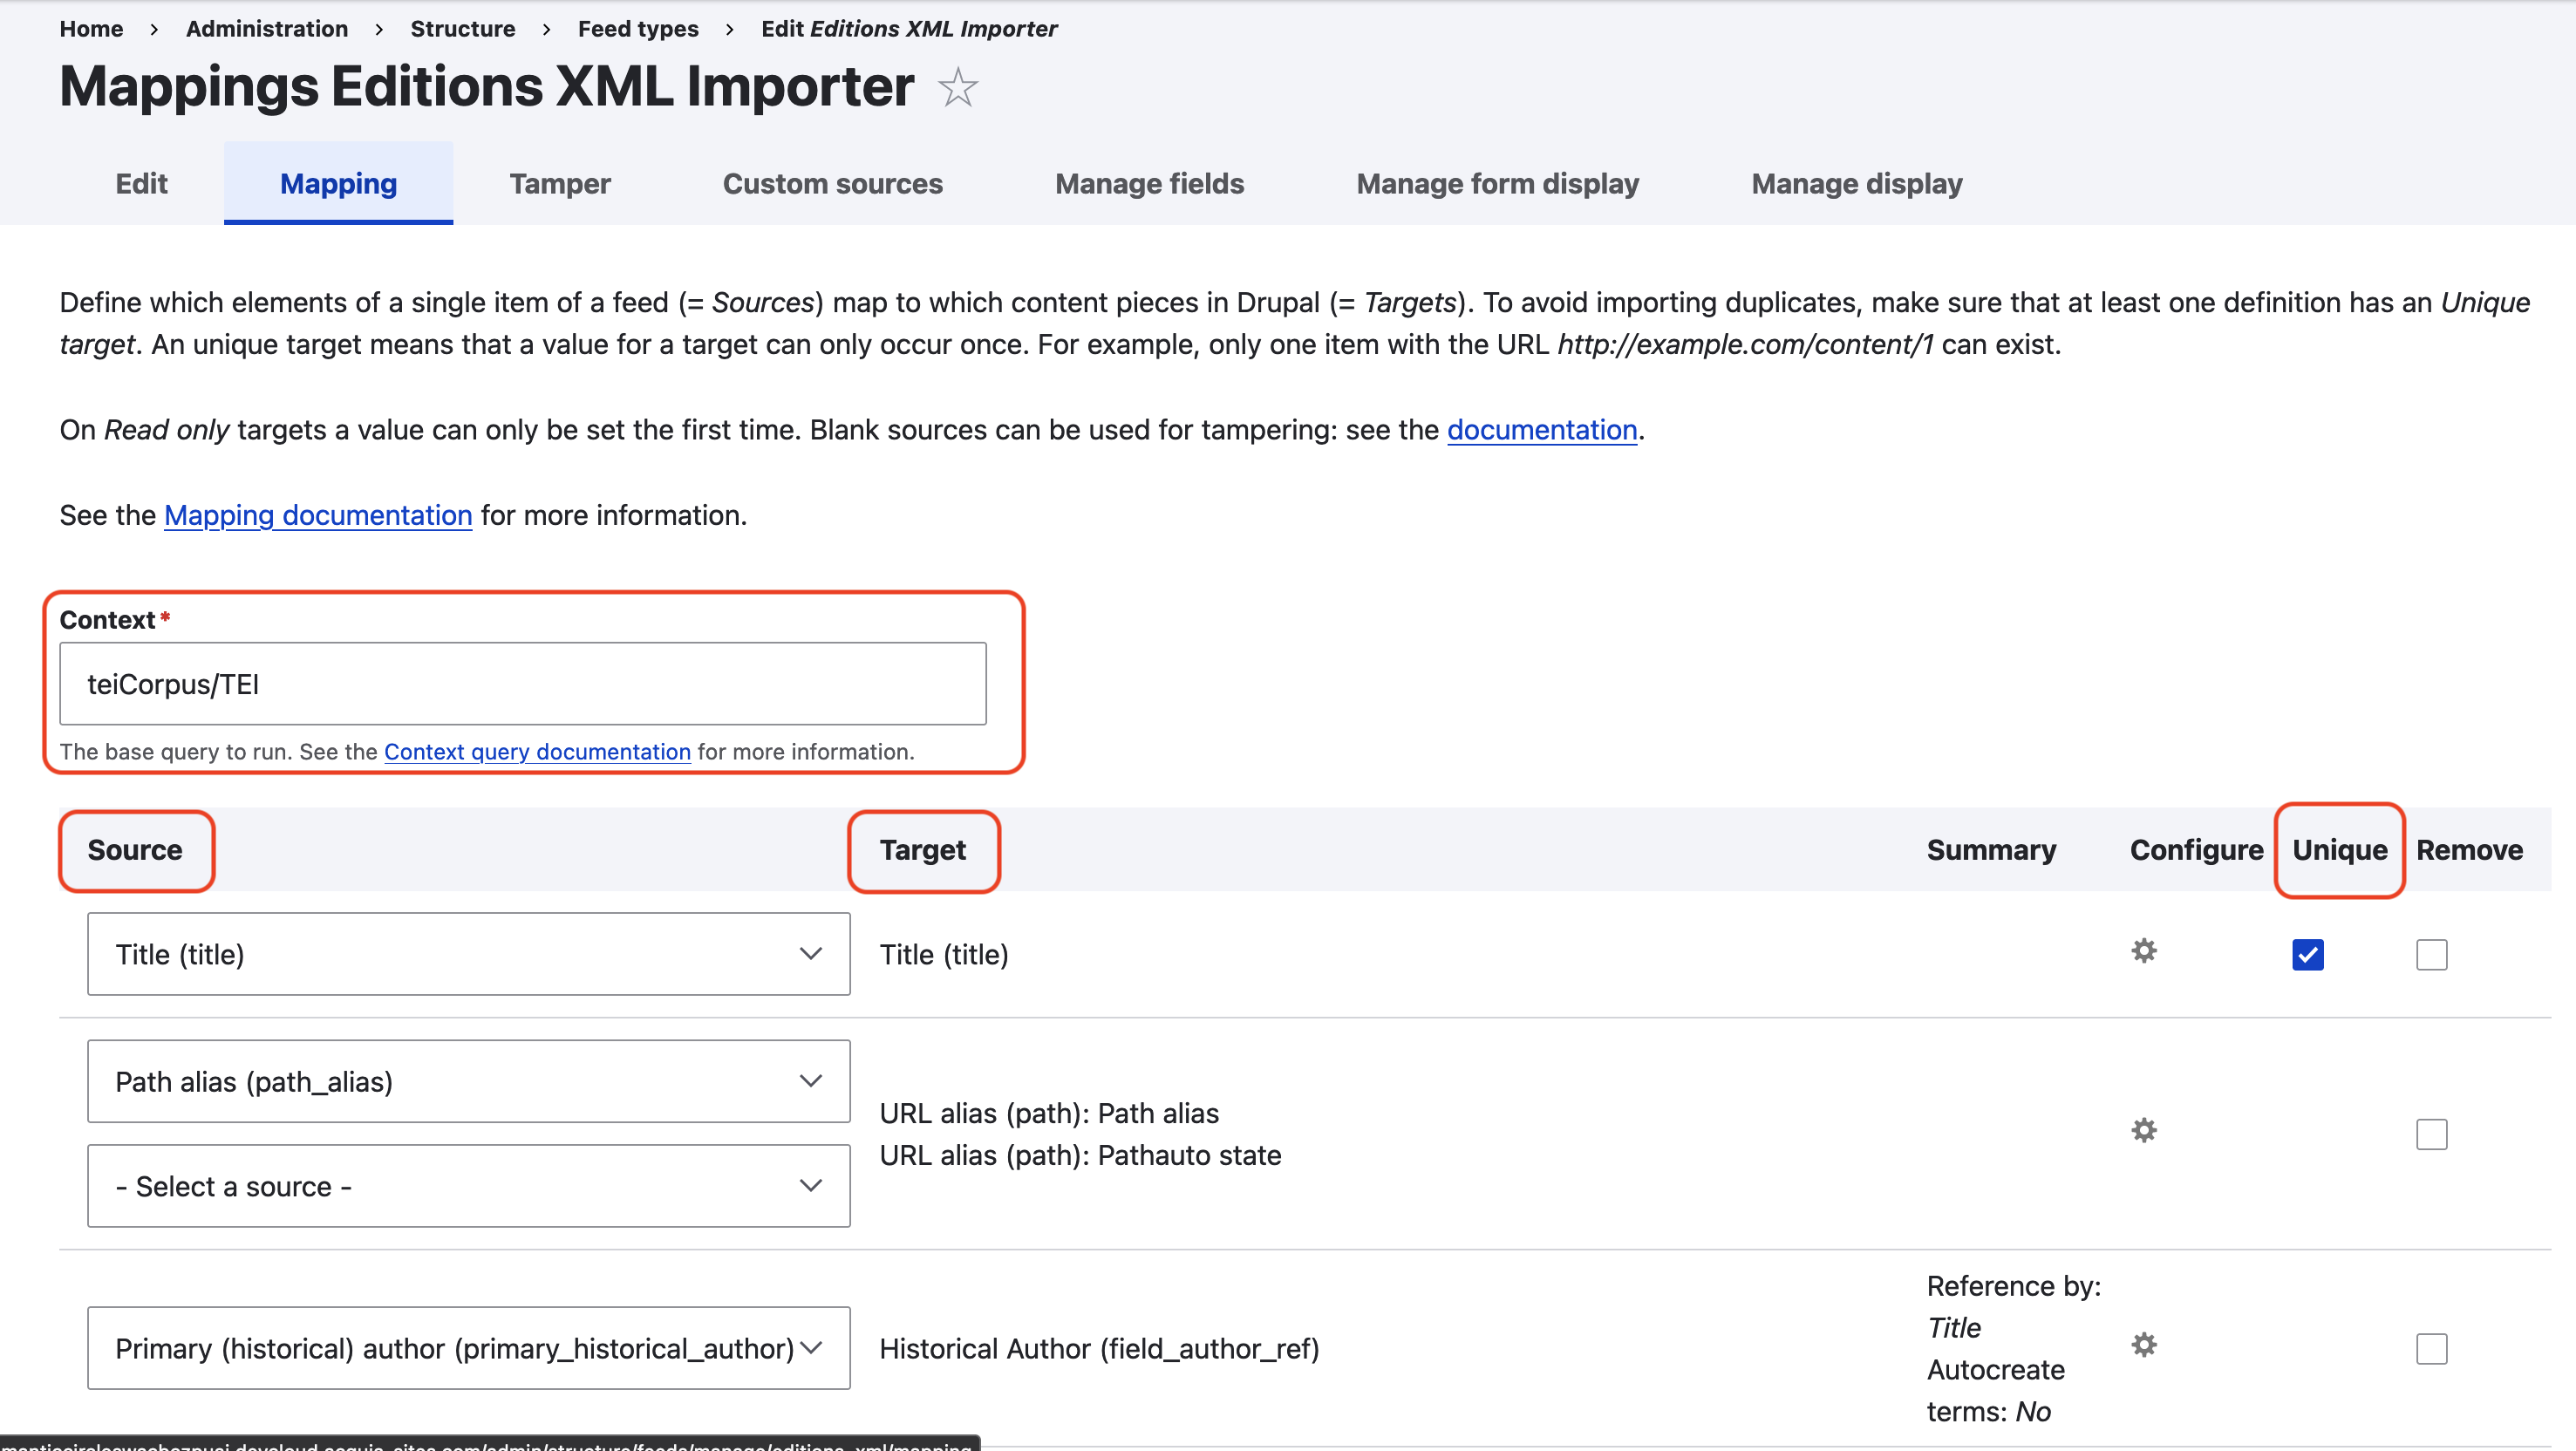 Home › Administration › Structure › Feed types › Edit Editions XML Importer
Mappings Editions XML Importer
Edit Mapping Tamper Custom sources Manage fields Manage form display Manage display
Define which elements of a single item of a feed (= Sources) map to which content pieces in Drupal (= Targets). To avoid importing duplicates, make sure that at least one definition has an Unique
target. An unique target means that a value for a target can only occur once. For example, only one item with the URL http://example.com/content/1 can exist.
On Read only targets a value can only be set the first time. Blank sources can be used for tampering: see the documentation.
See the Mapping documentation for more information.
Context*
teiCorpus/TEI
The base query to run. See the Context query documentation for more information.
Source Target Summary Configure Unique Remove
Title (title) Title (title)
Path alias (path_alias)
URL alias (path): Path alias
URL alias (path): Pathauto state
- Select a source -
Primary (historical) author (primary_historical_author) Historical Author (field_author_ref)
Reference by:
Title
Autocreate
terms: No